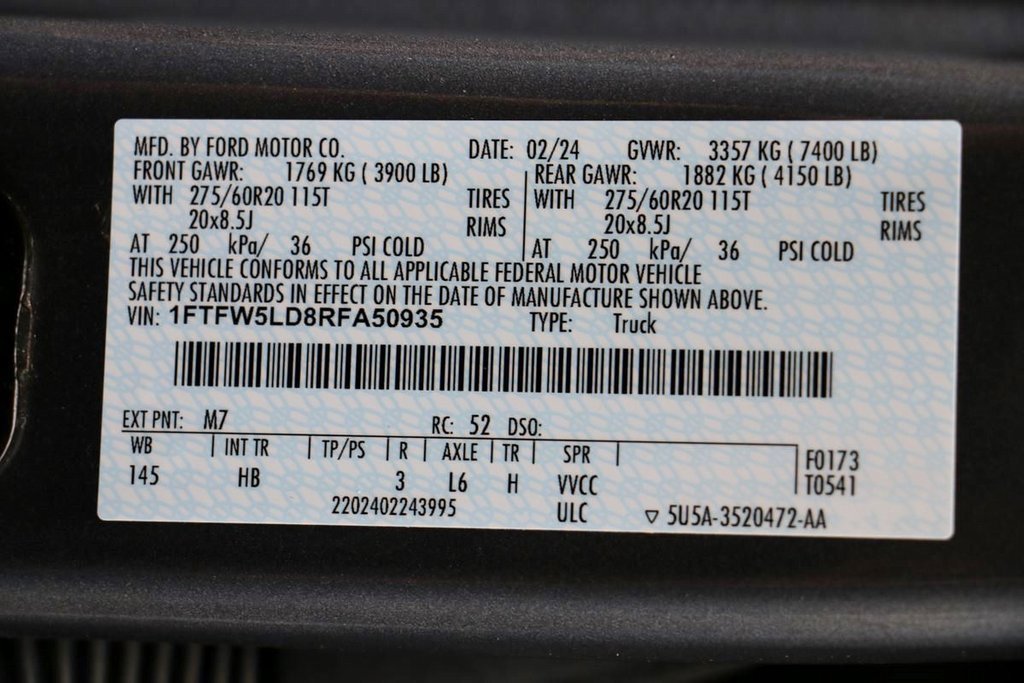 MFD. BY FORD MOTOR CO. DATE: 02/24 GVWR: 3357 KG ( 7400 LB)
FRONT GAWR: 1769 KG ( 3900 LB) REAR GAWR: 1882 KG ( 4150 LB)
WITH 275/60R20 115T TIRES WITH 275/60R20 115T TIRES
20x8.5J RIMS 20x8.5J RIMS
AT 250 kPa/ 36 PSI COLD AT 250 kPa/ 36 PSI COLD
THIS VEHICLE CONFORMS TO ALL APPLICABLE FEDERAL MOTOR VEHICLE
SAFETY STANDARDS IN EFFECT ON THE DATE OF MANUFACTURE SHOWN ABOVE.
VIN: 1FTFW5LD8RFA50935 TYPE: Truck
EXT PNT: M7 RC: 52 DSO:
WB INT TR TP/PS R AXLE TR SPR F0173
145 HB 3 L6 H VVCC T0541
2202402243995 ULC ▽ 5U5A-3520472-AA